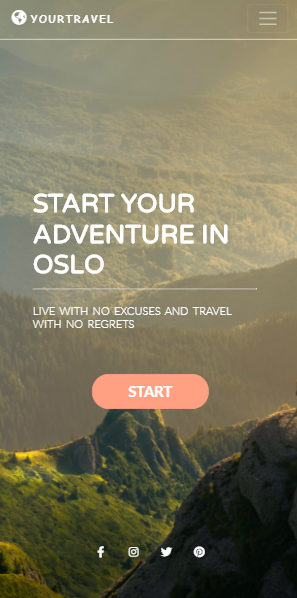 YOURTRAVEL
START YOUR
ADVENTURE IN
OSLO
LIVE WITH NO EXCUSES AND TRAVEL
WITH NO REGRETS
START